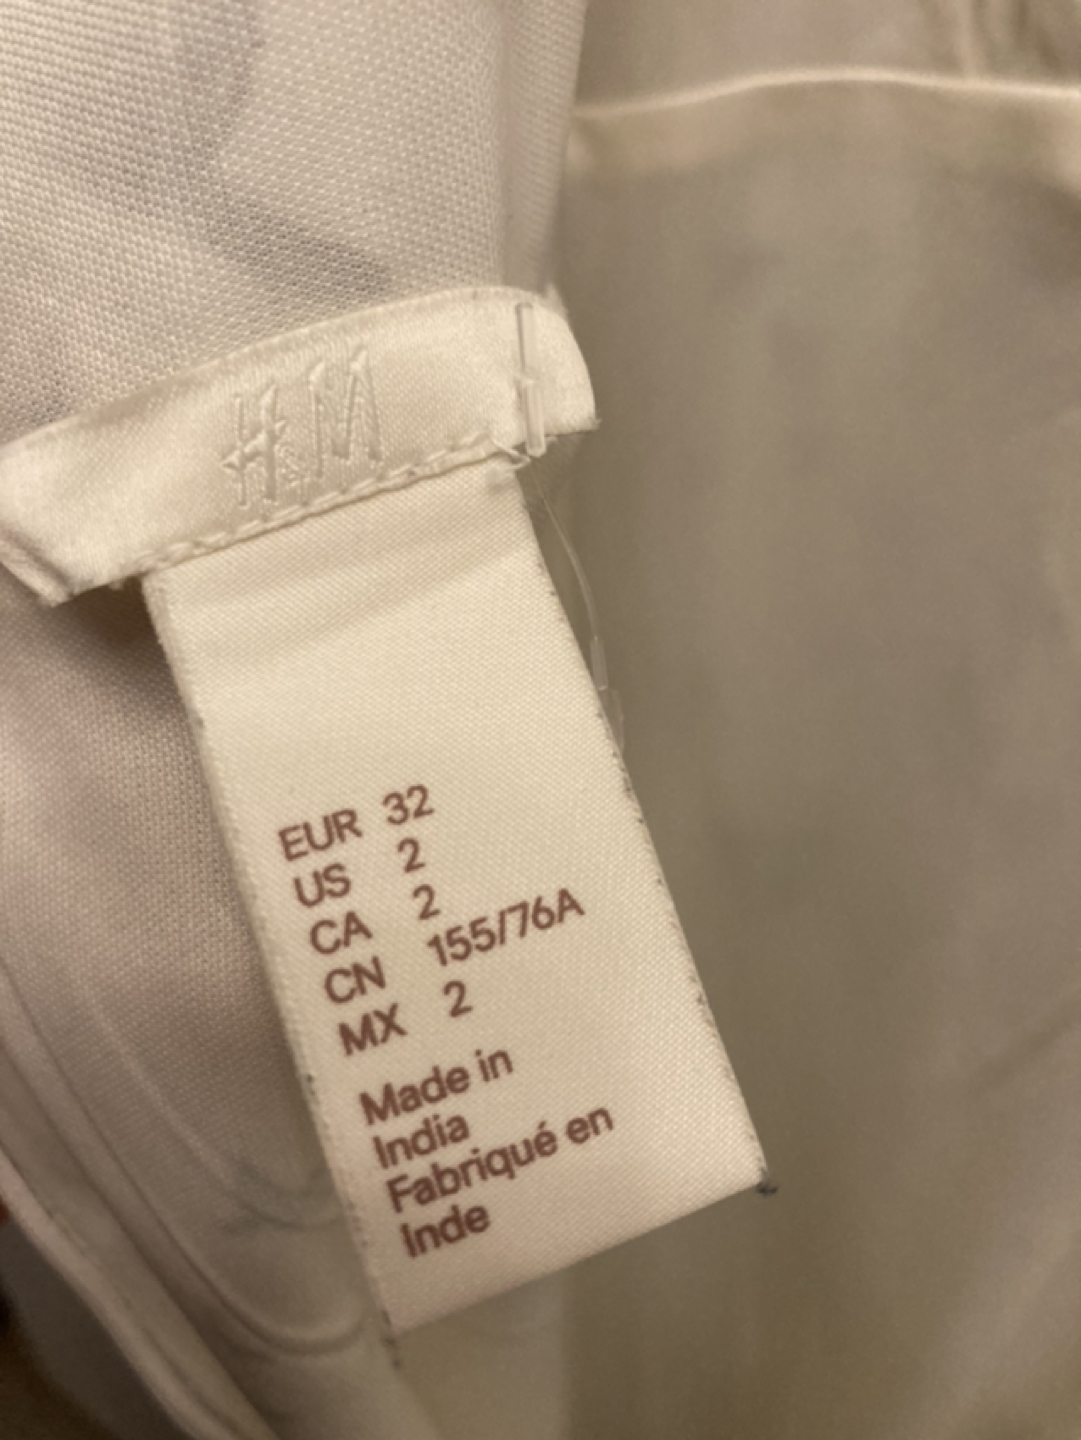 H&M
EUR 32
US 2
CA 2
CN 155/76A
MX 2
Made in
India
Fabriqué en
Inde